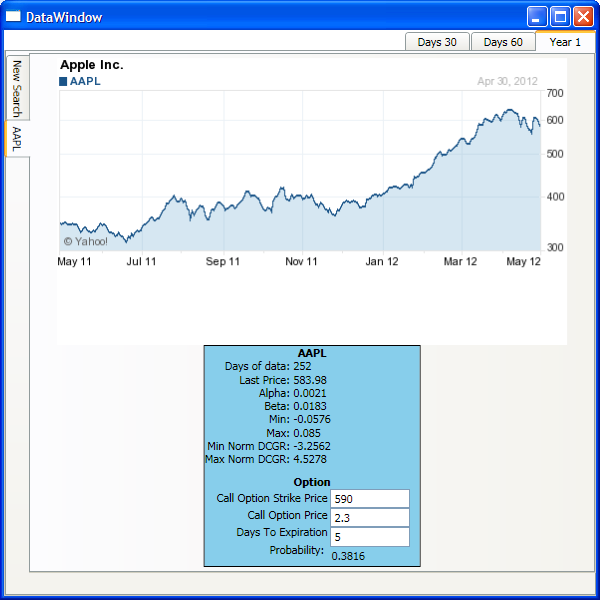 DataWindow
Days 30 Days 60 Year 1
New Search
AAPL
Apple Inc.
AAPL
Apr 30, 2012
700
600
500
400
300
© Yahoo!
May 11 Jul 11 Sep 11 Nov 11 Jan 12 Mar 12 May 12
AAPL
Days of data: 252
Last Price: 583.98
Alpha: 0.0021
Beta: 0.0183
Min: -0.0576
Max: 0.085
Min Norm DCGR: -3.2562
Max Norm DCGR: 4.5278
Option
Call Option Strike Price 590
Call Option Price 2.3
Days To Expiration 5
Probability: 0.3816